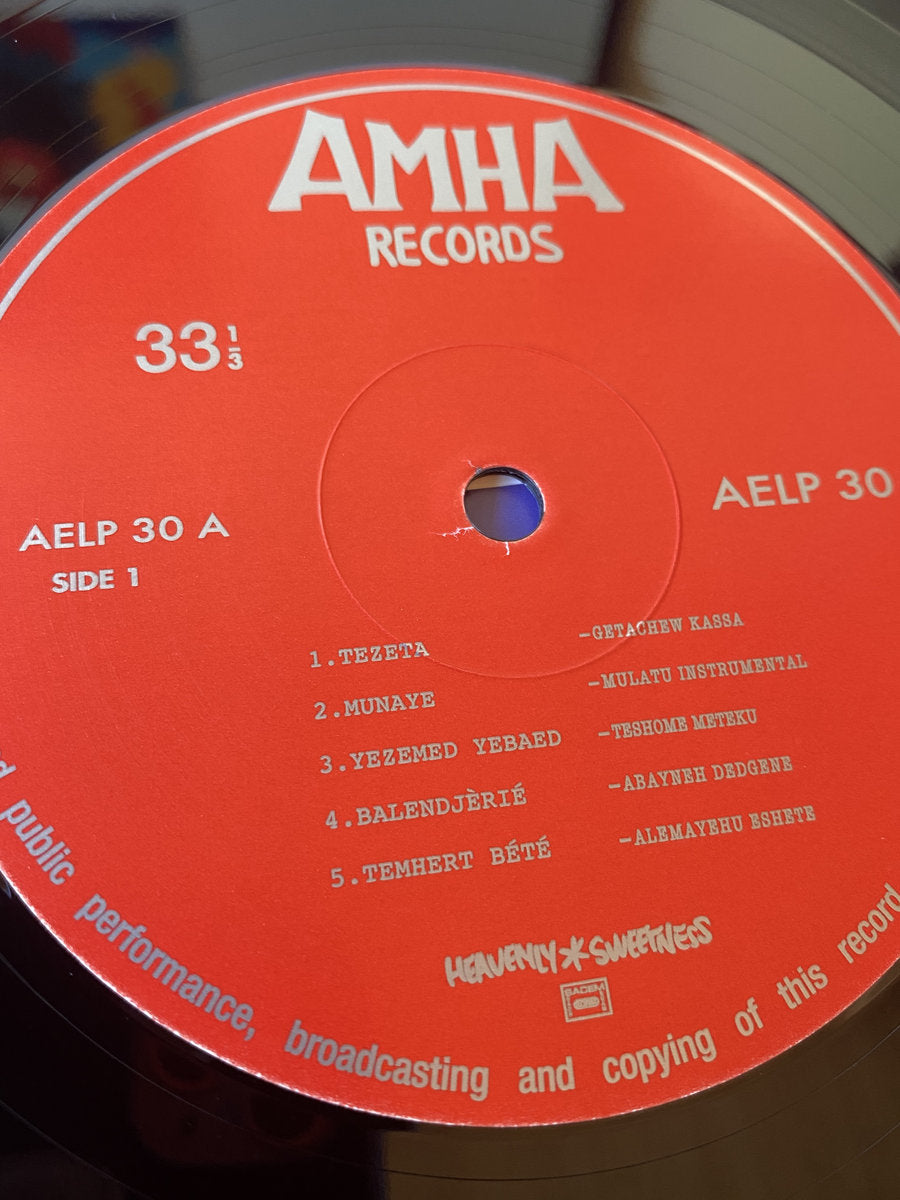 AMHA
RECORDS
33 1/3
AELP 30
AELP 30 A
SIDE 1
1.TEZETA –GETACHEW KASSA
2.MUNAYE –MULATU INSTRUMENTAL
3.YEZEMED YEBAED –TESHOME METEKU
4.BALENDJÈRIÉ –ABAYNEH DEDGENE
5.TEMHERT BÉTÉ –ALEMAYEHU ESHETE
HEAVENLY*SWEETNESS
SACEM
public performance, broadcasting and copying of this record